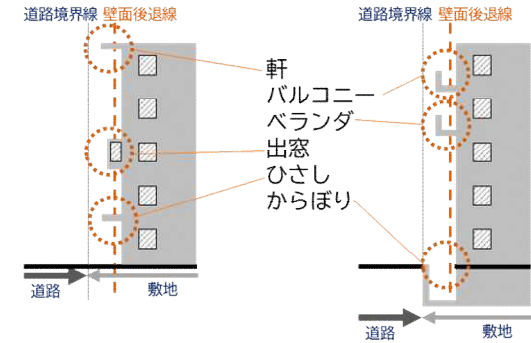 道路境界線 壁面後退線
道路境界線 壁面後退線
軒
バルコニー
ベランダ
出窓
ひさし
からぼり
道路
敷地
道路
敷地